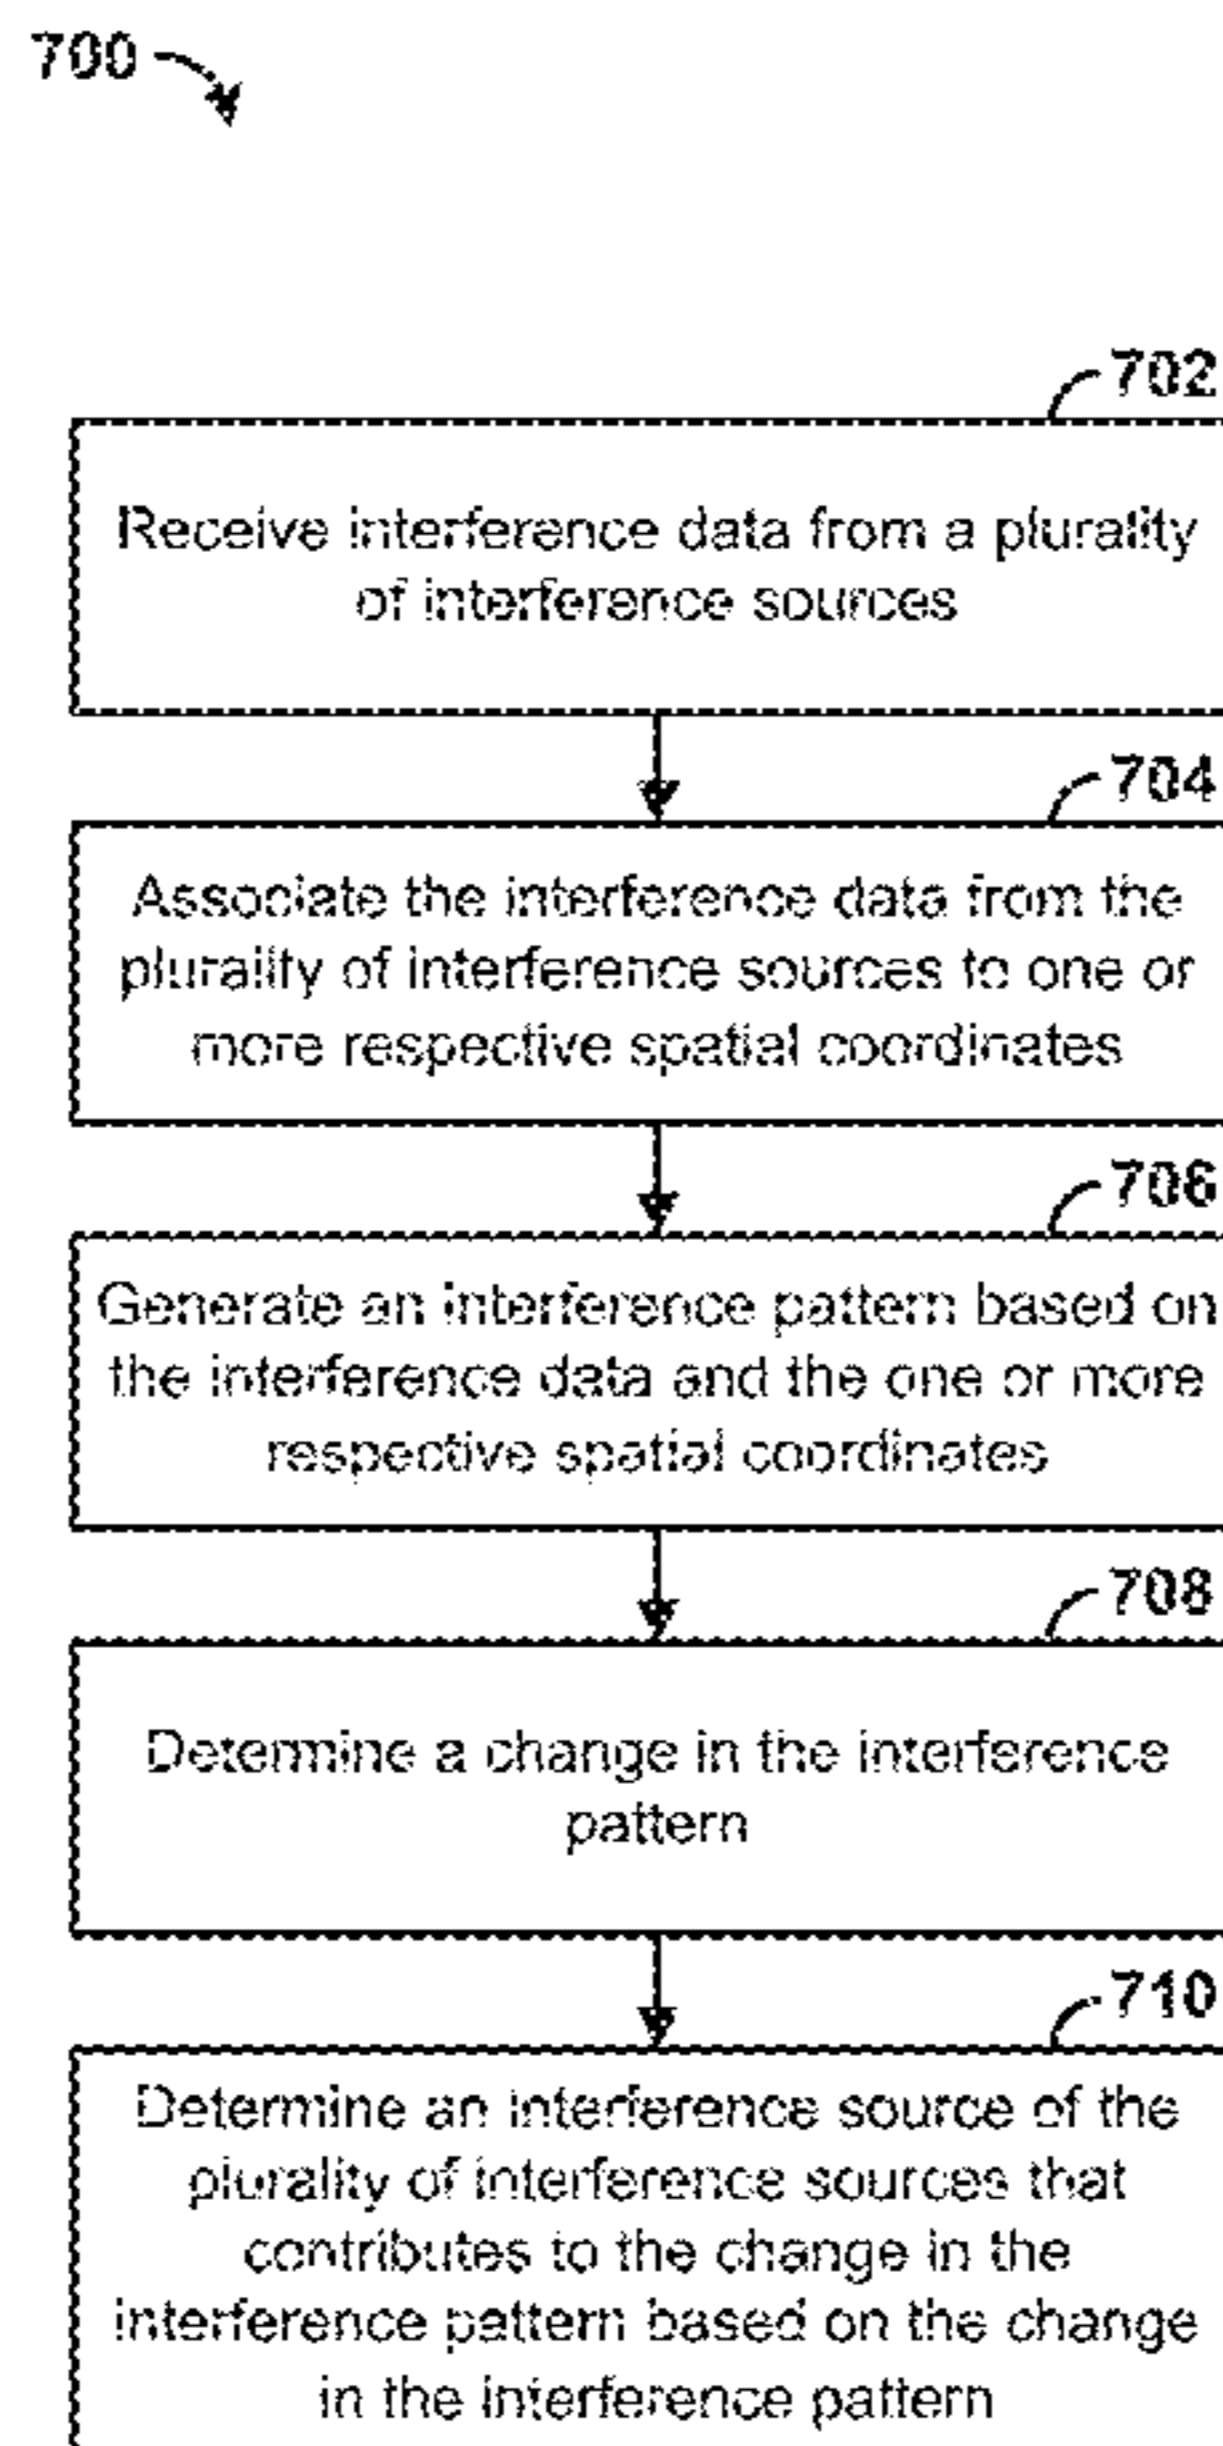 700
702
Receive interference data from a plurality
of interference sources
704
Associate the interference data from the
plurality of interference sources to one or
more respective spatial coordinates
706
Generate an interference pattern based on
the interference data and the one or more
respective spatial coordinates
708
Determine a change in the interference
pattern
710
Determine an interference source of the
plurality of interference sources that
contributes to the change in the
interference pattern based on the change
in the interference pattern